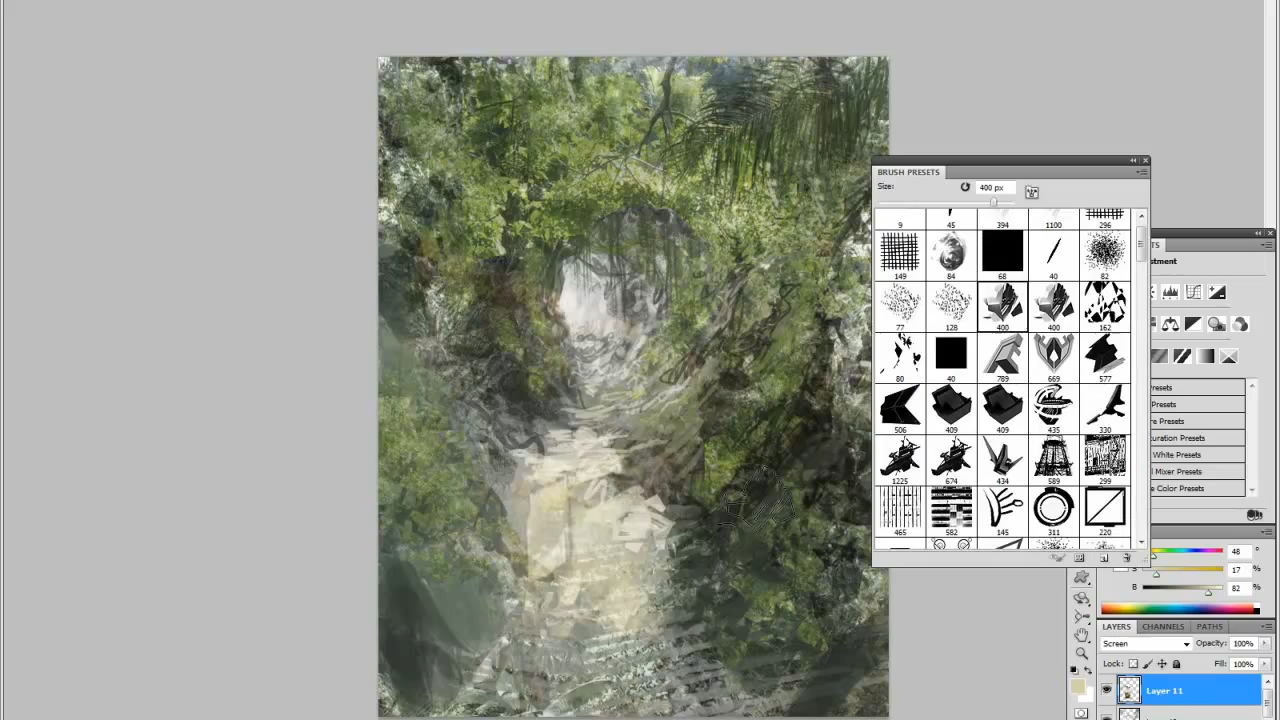 BRUSH PRESETS
Size:
400 px
9 45 394 1100 296
149 84 68 40 82
77 128 400 400 162
80 40 789 669 577
506 409 409 435 330
1225 674 434 589 299
465 582 145 311 220
TS
stment
resets
Presets
re Presets
uration Presets
White Presets
l Mixer Presets
e Color Presets
48 °
S 17 %
B 82 %
LAYERS CHANNELS PATHS
Screen Opacity: 100%
Lock: Fill: 100%
Layer 11